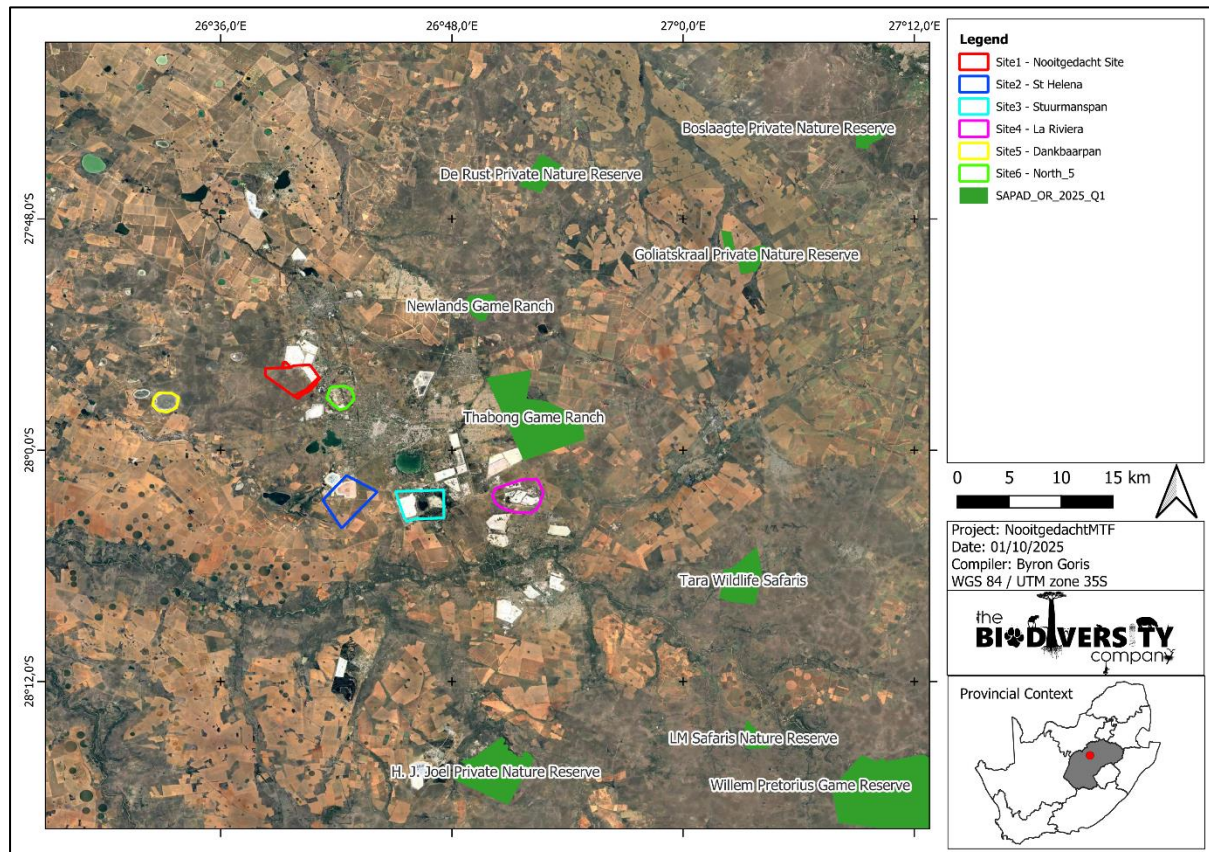 26°36,0'E
26°48,0'E
27°0,0'E
27°12,0'E
27°48,0'S
28°0,0'S
28°12,0'S
Boslaagte Private Nature Reserve
De Rust Private Nature Reserve
Goliatskraal Private Nature Reserve
Newlands Game Ranch
Thabong Game Ranch
Tara Wildlife Safaris
LM Safaris Nature Reserve
H. J. Joel Private Nature Reserve
Willem Pretorius Game Reserve
Legend
Site1 - Nooitgedacht Site
Site2 - St Helena
Site3 - Stuurmanspan
Site4 - La Riviera
Site5 - Dankbaarpan
Site6 - North_5
SAPAD_OR_2025_Q1
0 5 10 15 km
Project: NooitgedachtMTF
Date: 01/10/2025
Compiler: Byron Goris
WGS 84 / UTM zone 35S
the
BIODIVERSITY
company
Provincial Context